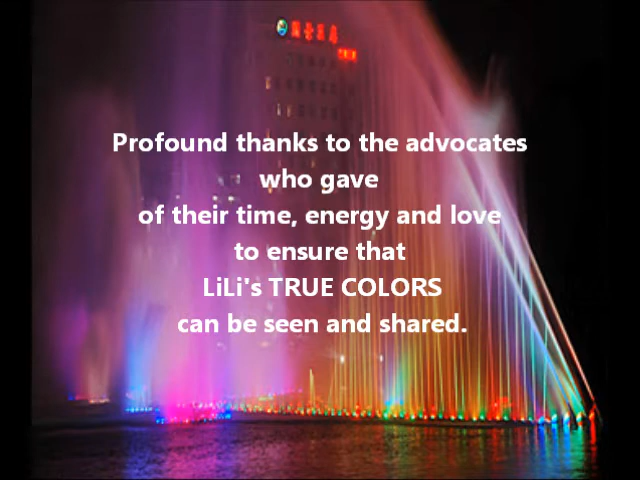 Profound thanks to the advocates
who gave
of their time, energy and love
to ensure that
LiLi's TRUE COLORS
can be seen and shared.